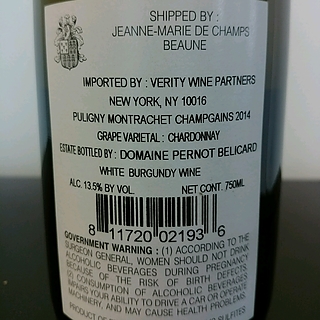 SHIPPED BY :
JEANNE-MARIE DE CHAMPS
BEAUNE
IMPORTED BY : VERITY WINE PARTNERS
NEW YORK, NY 10016
PULIGNY MONTRACHET CHAMPGAINS 2014
GRAPE VARIETAL : CHARDONNAY
ESTATE BOTTLED BY : DOMAINE PERNOT BELICARD
WHITE BURGUNDY WINE
ALC. 13.5% BY VOL. NET CONT. 750ML
8 11720 02193 6
GOVERNMENT WARNING : (1) ACCORDING TO THE
SURGEON GENERAL, WOMEN SHOULD NOT DRINK
ALCOHOLIC BEVERAGES DURING PREGNANCY
BECAUSE OF THE RISK OF BIRTH DEFECTS.
(2) CONSUMPTION OF ALCOHOLIC BEVERAGES
IMPAIRS YOUR ABILITY TO DRIVE A CAR OR OPERATE
MACHINERY, AND MAY CAUSE HEALTH PROBLEMS.
PRODUCT OF SULFITES